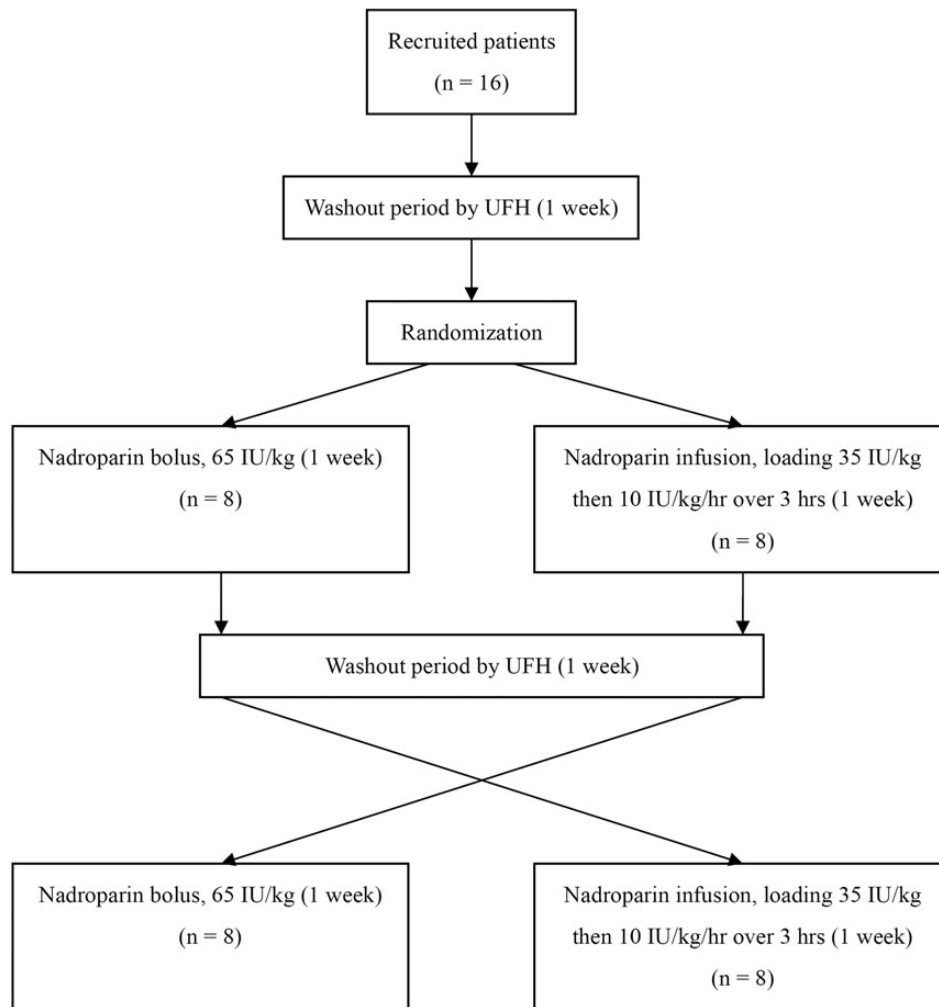 Recruited patients
(n = 16)
Washout period by UFH (1 week)
Randomization
Nadroparin bolus, 65 IU/kg (1 week)
(n = 8)
Nadroparin infusion, loading 35 IU/kg
then 10 IU/kg/hr over 3 hrs (1 week)
(n = 8)
Washout period by UFH (1 week)
Nadroparin bolus, 65 IU/kg (1 week)
(n = 8)
Nadroparin infusion, loading 35 IU/kg
then 10 IU/kg/hr over 3 hrs (1 week)
(n = 8)